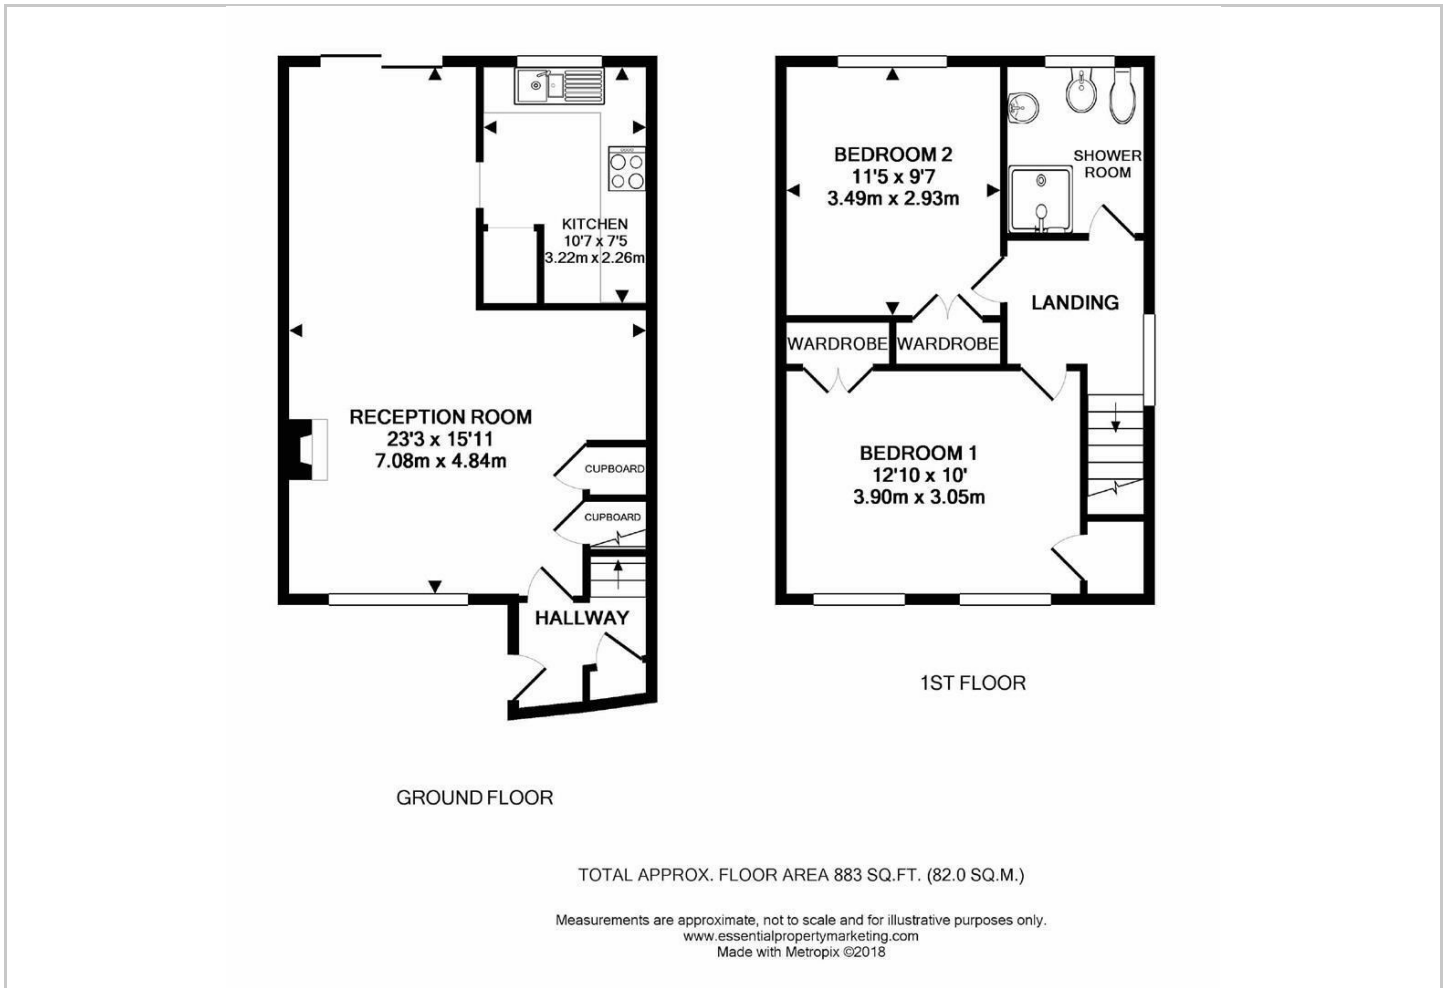 KITCHEN
10'7 x 7'5
3.22m x 2.26m
RECEPTION ROOM
23'3 x 15'11
7.08m x 4.84m
CUPBOARD
CUPBOARD
HALLWAY
GROUND FLOOR
BEDROOM 2
11'5 x 9'7
3.49m x 2.93m
SHOWER
ROOM
LANDING
WARDROBE
WARDROBE
BEDROOM 1
12'10 x 10'
3.90m x 3.05m
1ST FLOOR
TOTAL APPROX. FLOOR AREA 883 SQ.FT. (82.0 SQ.M.)
Measurements are approximate, not to scale and for illustrative purposes only.
www.essentialpropertymarketing.com
Made with Metropix ©2018